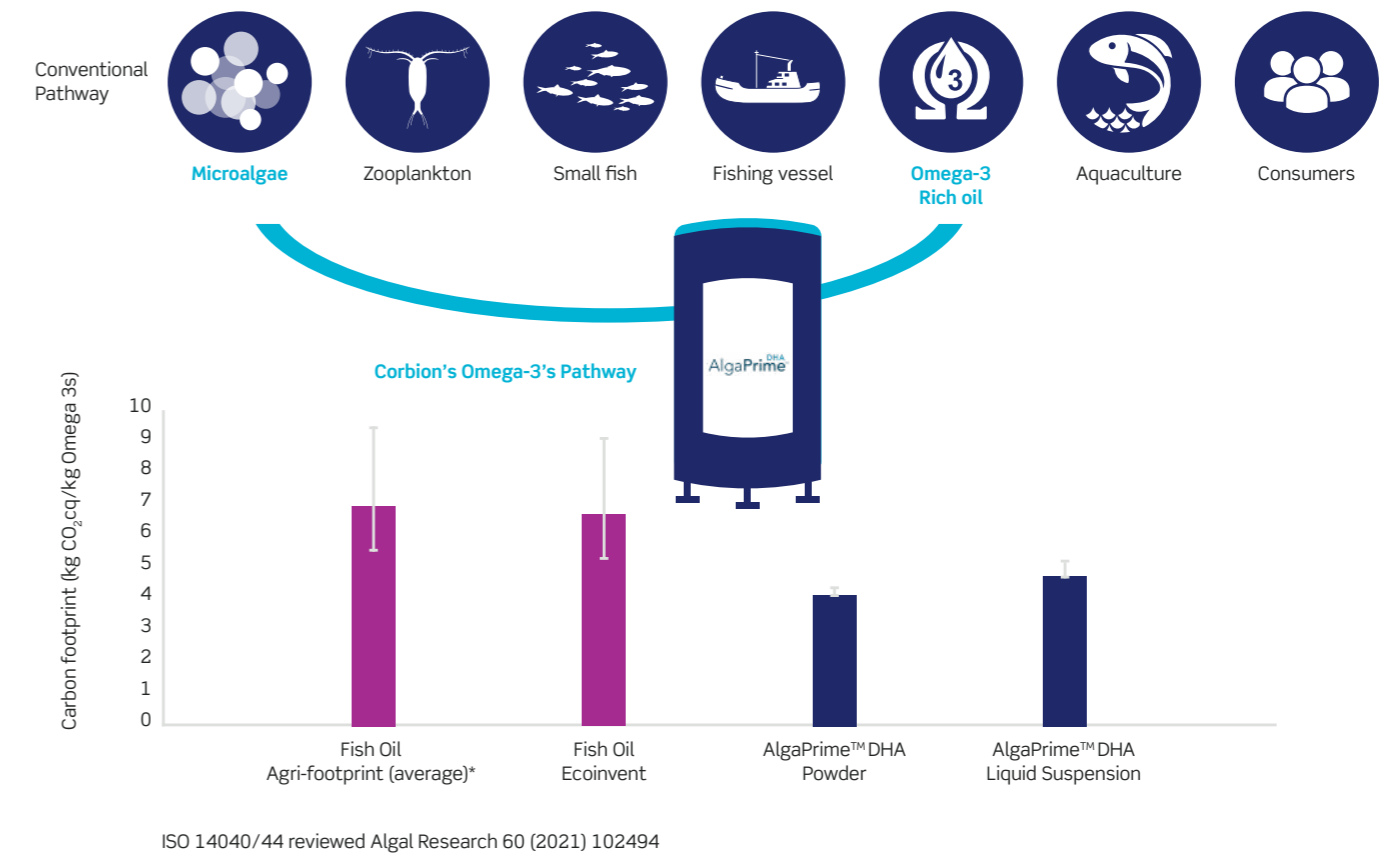 Conventional
Pathway
3
Microalgae
Zooplankton
Small fish
Fishing vessel
Omega-3
Rich oil
Aquaculture
Consumers
AlgaPrime DHA
Corbion’s Omega-3’s Pathway
Carbon footprint (kg CO₂cq/kg Omega 3s)
10
9
8
7
6
5
4
3
2
1
0
Fish Oil
Agri-footprint (average)*
Fish Oil
Ecoinvent
AlgaPrime™ DHA
Powder
AlgaPrime™ DHA
Liquid Suspension
ISO 14040/44 reviewed Algal Research 60 (2021) 102494